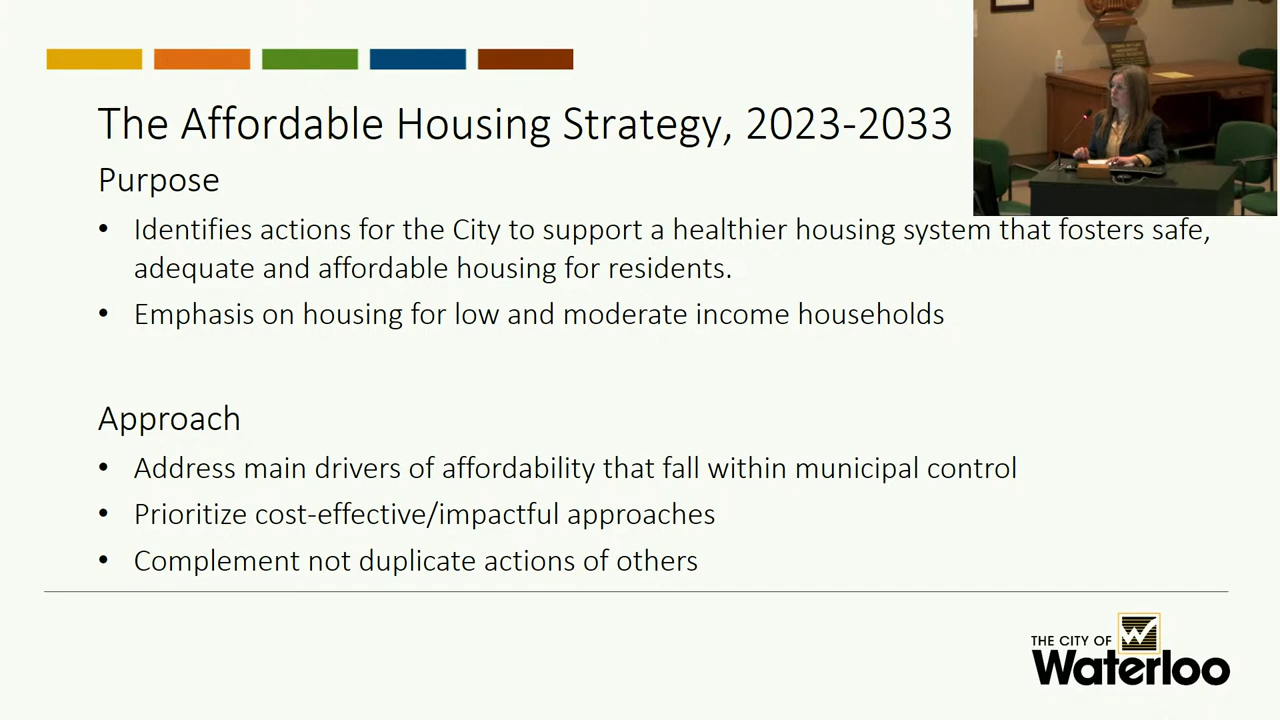 The Affordable Housing Strategy, 2023-2033
Purpose
• Identifies actions for the City to support a healthier housing system that fosters safe,
adequate and affordable housing for residents.
• Emphasis on housing for low and moderate income households
Approach
• Address main drivers of affordability that fall within municipal control
• Prioritize cost-effective/impactful approaches
• Complement not duplicate actions of others
THE CITY OF
Waterloo